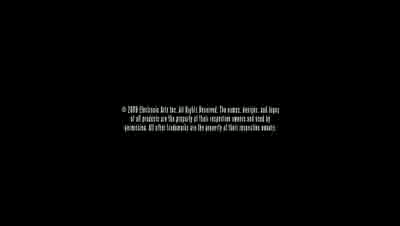 © 2009 Electronic Arts Inc. All Rights Reserved. The names, designs, and logos
of all products are the property of their respective owners and used by
permission. All other trademarks are the property of their respective owners.